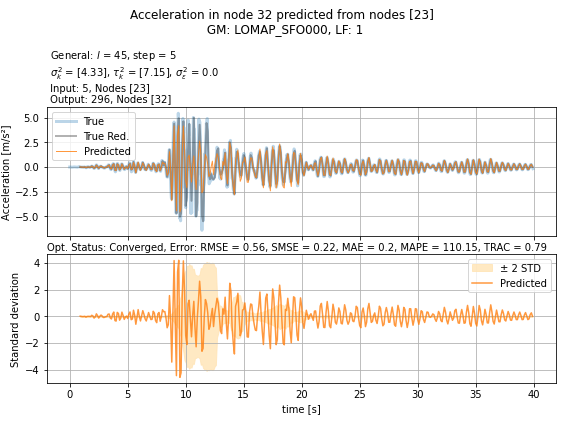 Acceleration in node 32 predicted from nodes [23]
GM: LOMAP_SFO000, LF: 1
General: l = 45, step = 5
σ²ₖ = [4.33], τ²ₖ = [7.15], σ²ε = 0.0
Input: 5, Nodes [23]
Output: 296, Nodes [32]
True
True Red.
Predicted
5.0
2.5
0.0
−2.5
−5.0
Acceleration [m/s²]
Opt. Status: Converged, Error: RMSE = 0.56, SMSE = 0.22, MAE = 0.2, MAPE = 110.15, TRAC = 0.79
± 2 STD
Predicted
4
2
0
−2
−4
Standard deviation
0 5 10 15 20 25 30 35 40
time [s]